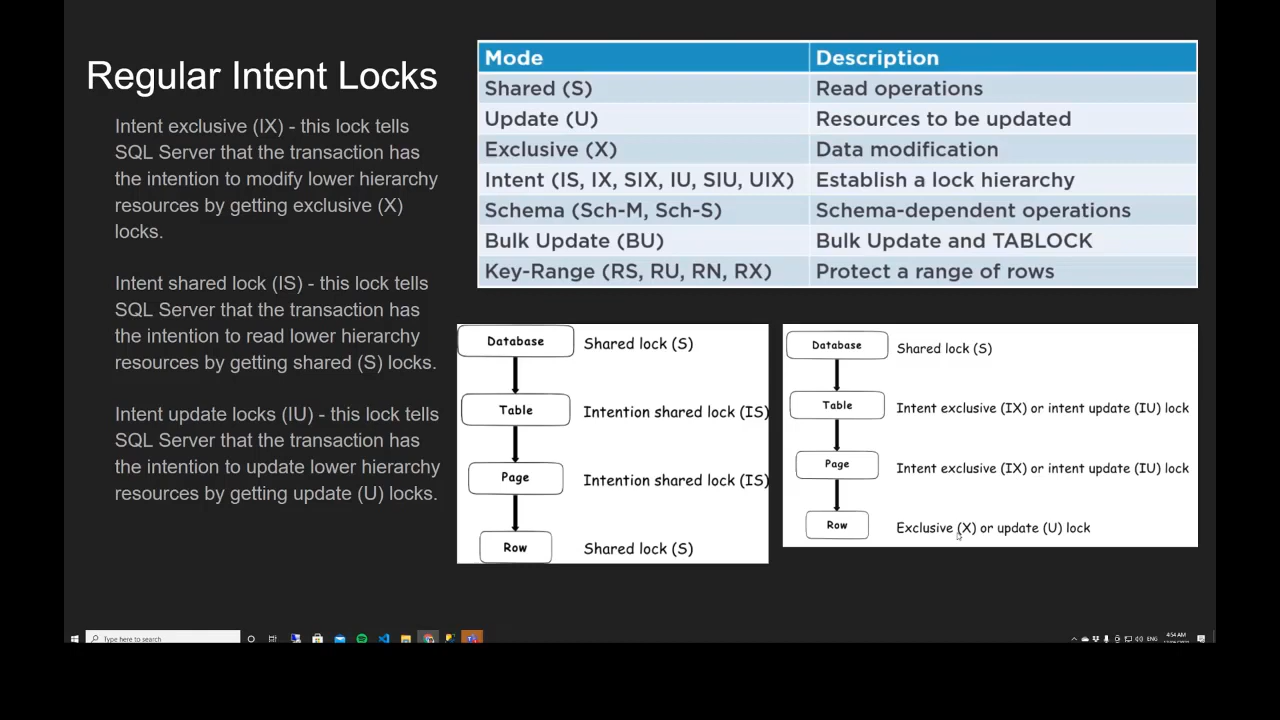 Regular Intent Locks
Intent exclusive (IX) - this lock tells
SQL Server that the transaction has
the intention to modify lower hierarchy
resources by getting exclusive (X)
locks.
Intent shared lock (IS) - this lock tells
SQL Server that the transaction has
the intention to read lower hierarchy
resources by getting shared (S) locks.
Intent update locks (IU) - this lock tells
SQL Server that the transaction has
the intention to update lower hierarchy
resources by getting update (U) locks.
Mode Description
Shared (S) Read operations
Update (U) Resources to be updated
Exclusive (X) Data modification
Intent (IS, IX, SIX, IU, SIU, UIX) Establish a lock hierarchy
Schema (Sch-M, Sch-S) Schema-dependent operations
Bulk Update (BU) Bulk Update and TABLOCK
Key-Range (RS, RU, RN, RX) Protect a range of rows
Database Shared lock (S)
Table Intention shared lock (IS)
Page Intention shared lock (IS)
Row Shared lock (S)
Database Shared lock (S)
Table Intent exclusive (IX) or intent update (IU) lock
Page Intent exclusive (IX) or intent update (IU) lock
Row Exclusive (X) or update (U) lock
Type here to search
ENG
4:54 AM